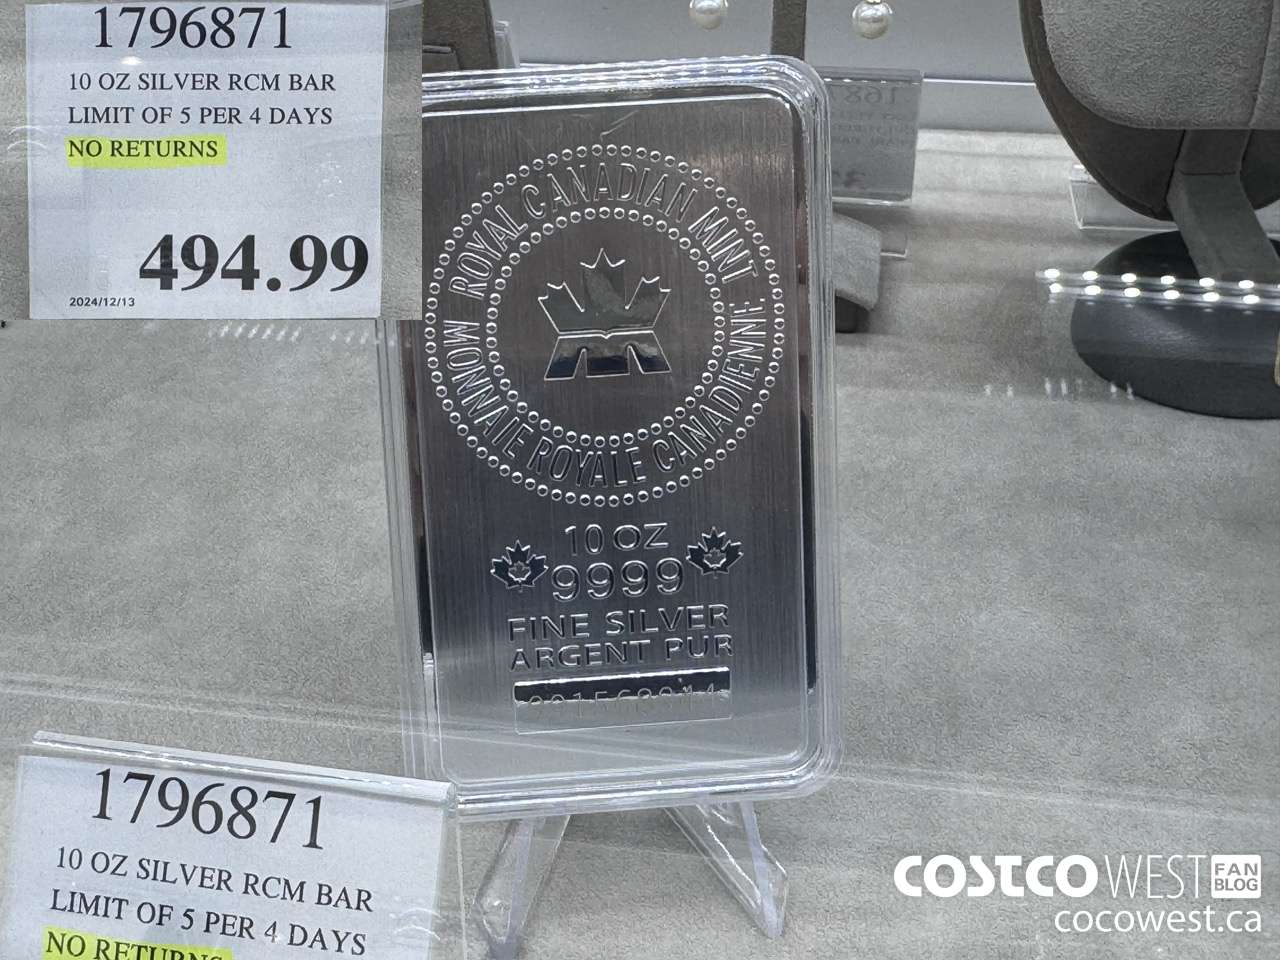 1796871
10 OZ SILVER RCM BAR
LIMIT OF 5 PER 4 DAYS
NO RETURNS
494.99
2024/12/13
ROYAL CANADIAN MINT
MONNAIE ROYALE CANADIENNE
10 OZ
9999
FINE SILVER
ARGENT PUR
1796871
10 OZ SILVER RCM BAR
LIMIT OF 5 PER 4 DAYS
NO RETURNS
COSTCO WEST FAN BLOG
cocowest.ca